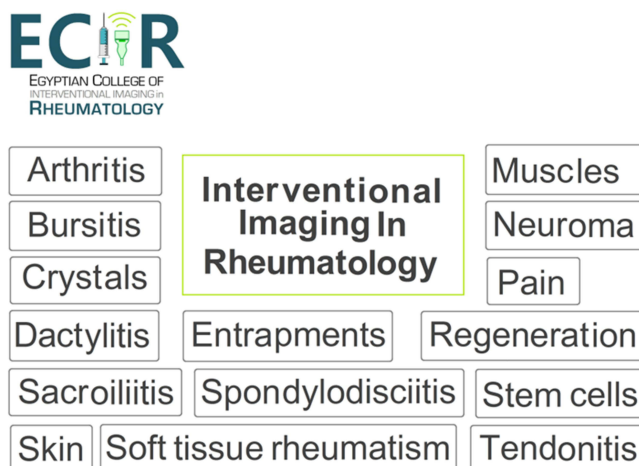 ECIR
EGYPTIAN COLLEGE OF
INTERVENTIONAL IMAGING in
RHEUMATOLOGY
Arthritis
Interventional
Imaging In
Rheumatology
Muscles
Bursitis
Neuroma
Crystals
Pain
Dactylitis
Entrapments
Regeneration
Sacroiliitis
Spondylodisciitis
Stem cells
Skin
Soft tissue rheumatism
Tendonitis